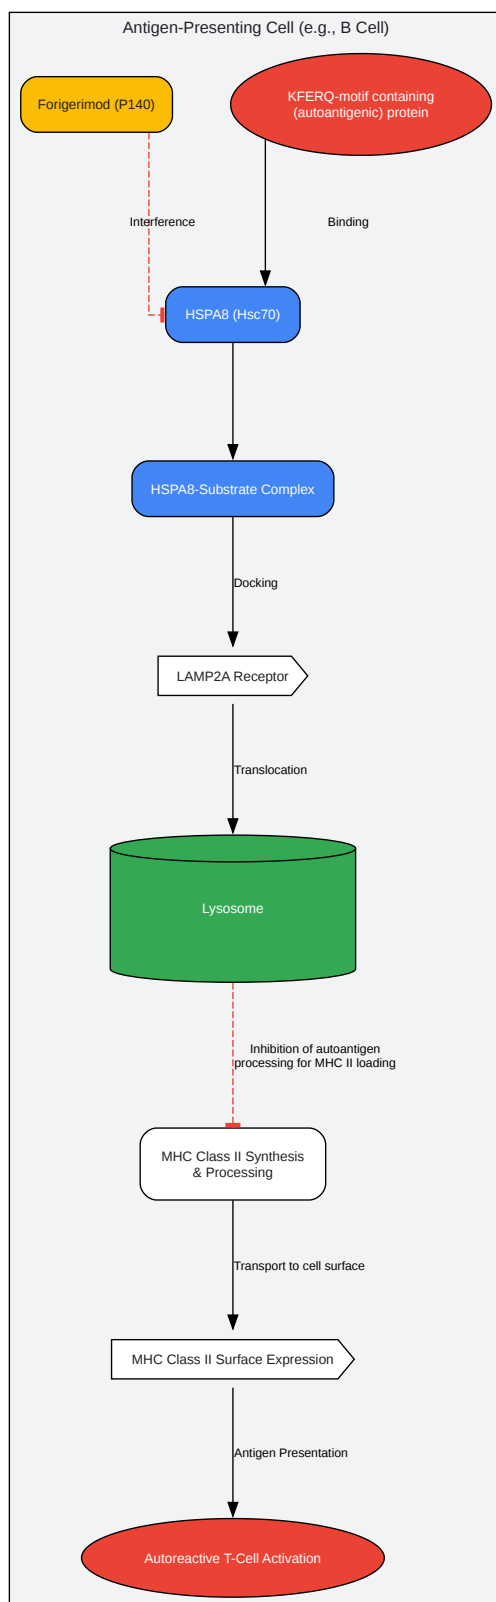 Antigen-Presenting Cell (e.g., B Cell)
Forigerimod (P140)
KFERQ-motif containing
(autoantigenic) protein
Interference
Binding
HSPA8 (Hsc70)
HSPA8-Substrate Complex
Docking
LAMP2A Receptor
Translocation
Lysosome
Inhibition of autoantigen
processing for MHC II loading
MHC Class II Synthesis
& Processing
Transport to cell surface
MHC Class II Surface Expression
Antigen Presentation
Autoreactive T-Cell Activation